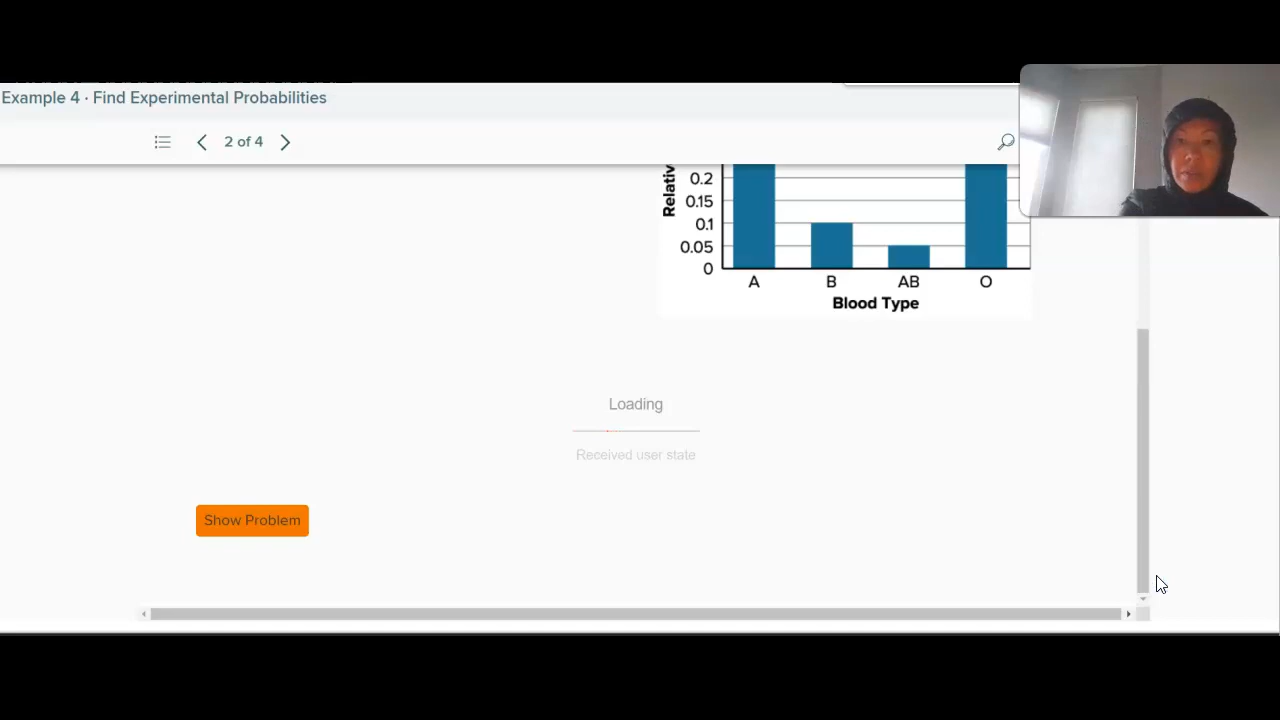 Example 4 · Find Experimental Probabilities
2 of 4
0.2
0.15
0.1
0.05
0
A B AB O
Blood Type
Loading
Received user state
Show Problem